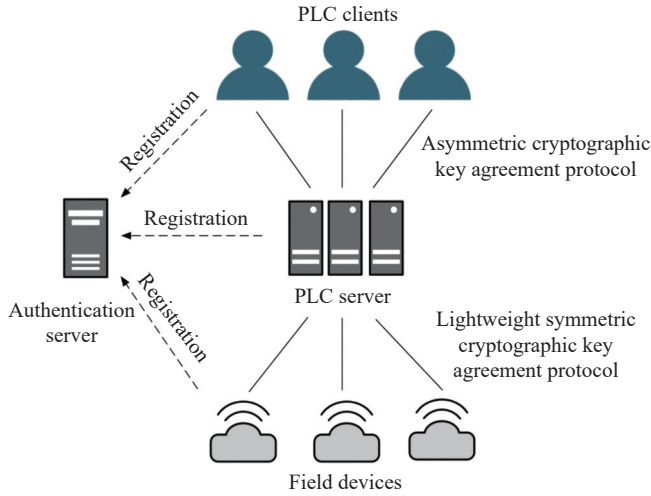 PLC clients
Registration
Asymmetric cryptographic
key agreement protocol
Registration
PLC server
Registration
Authentication
server
Lightweight symmetric
cryptographic key
agreement protocol
Field devices